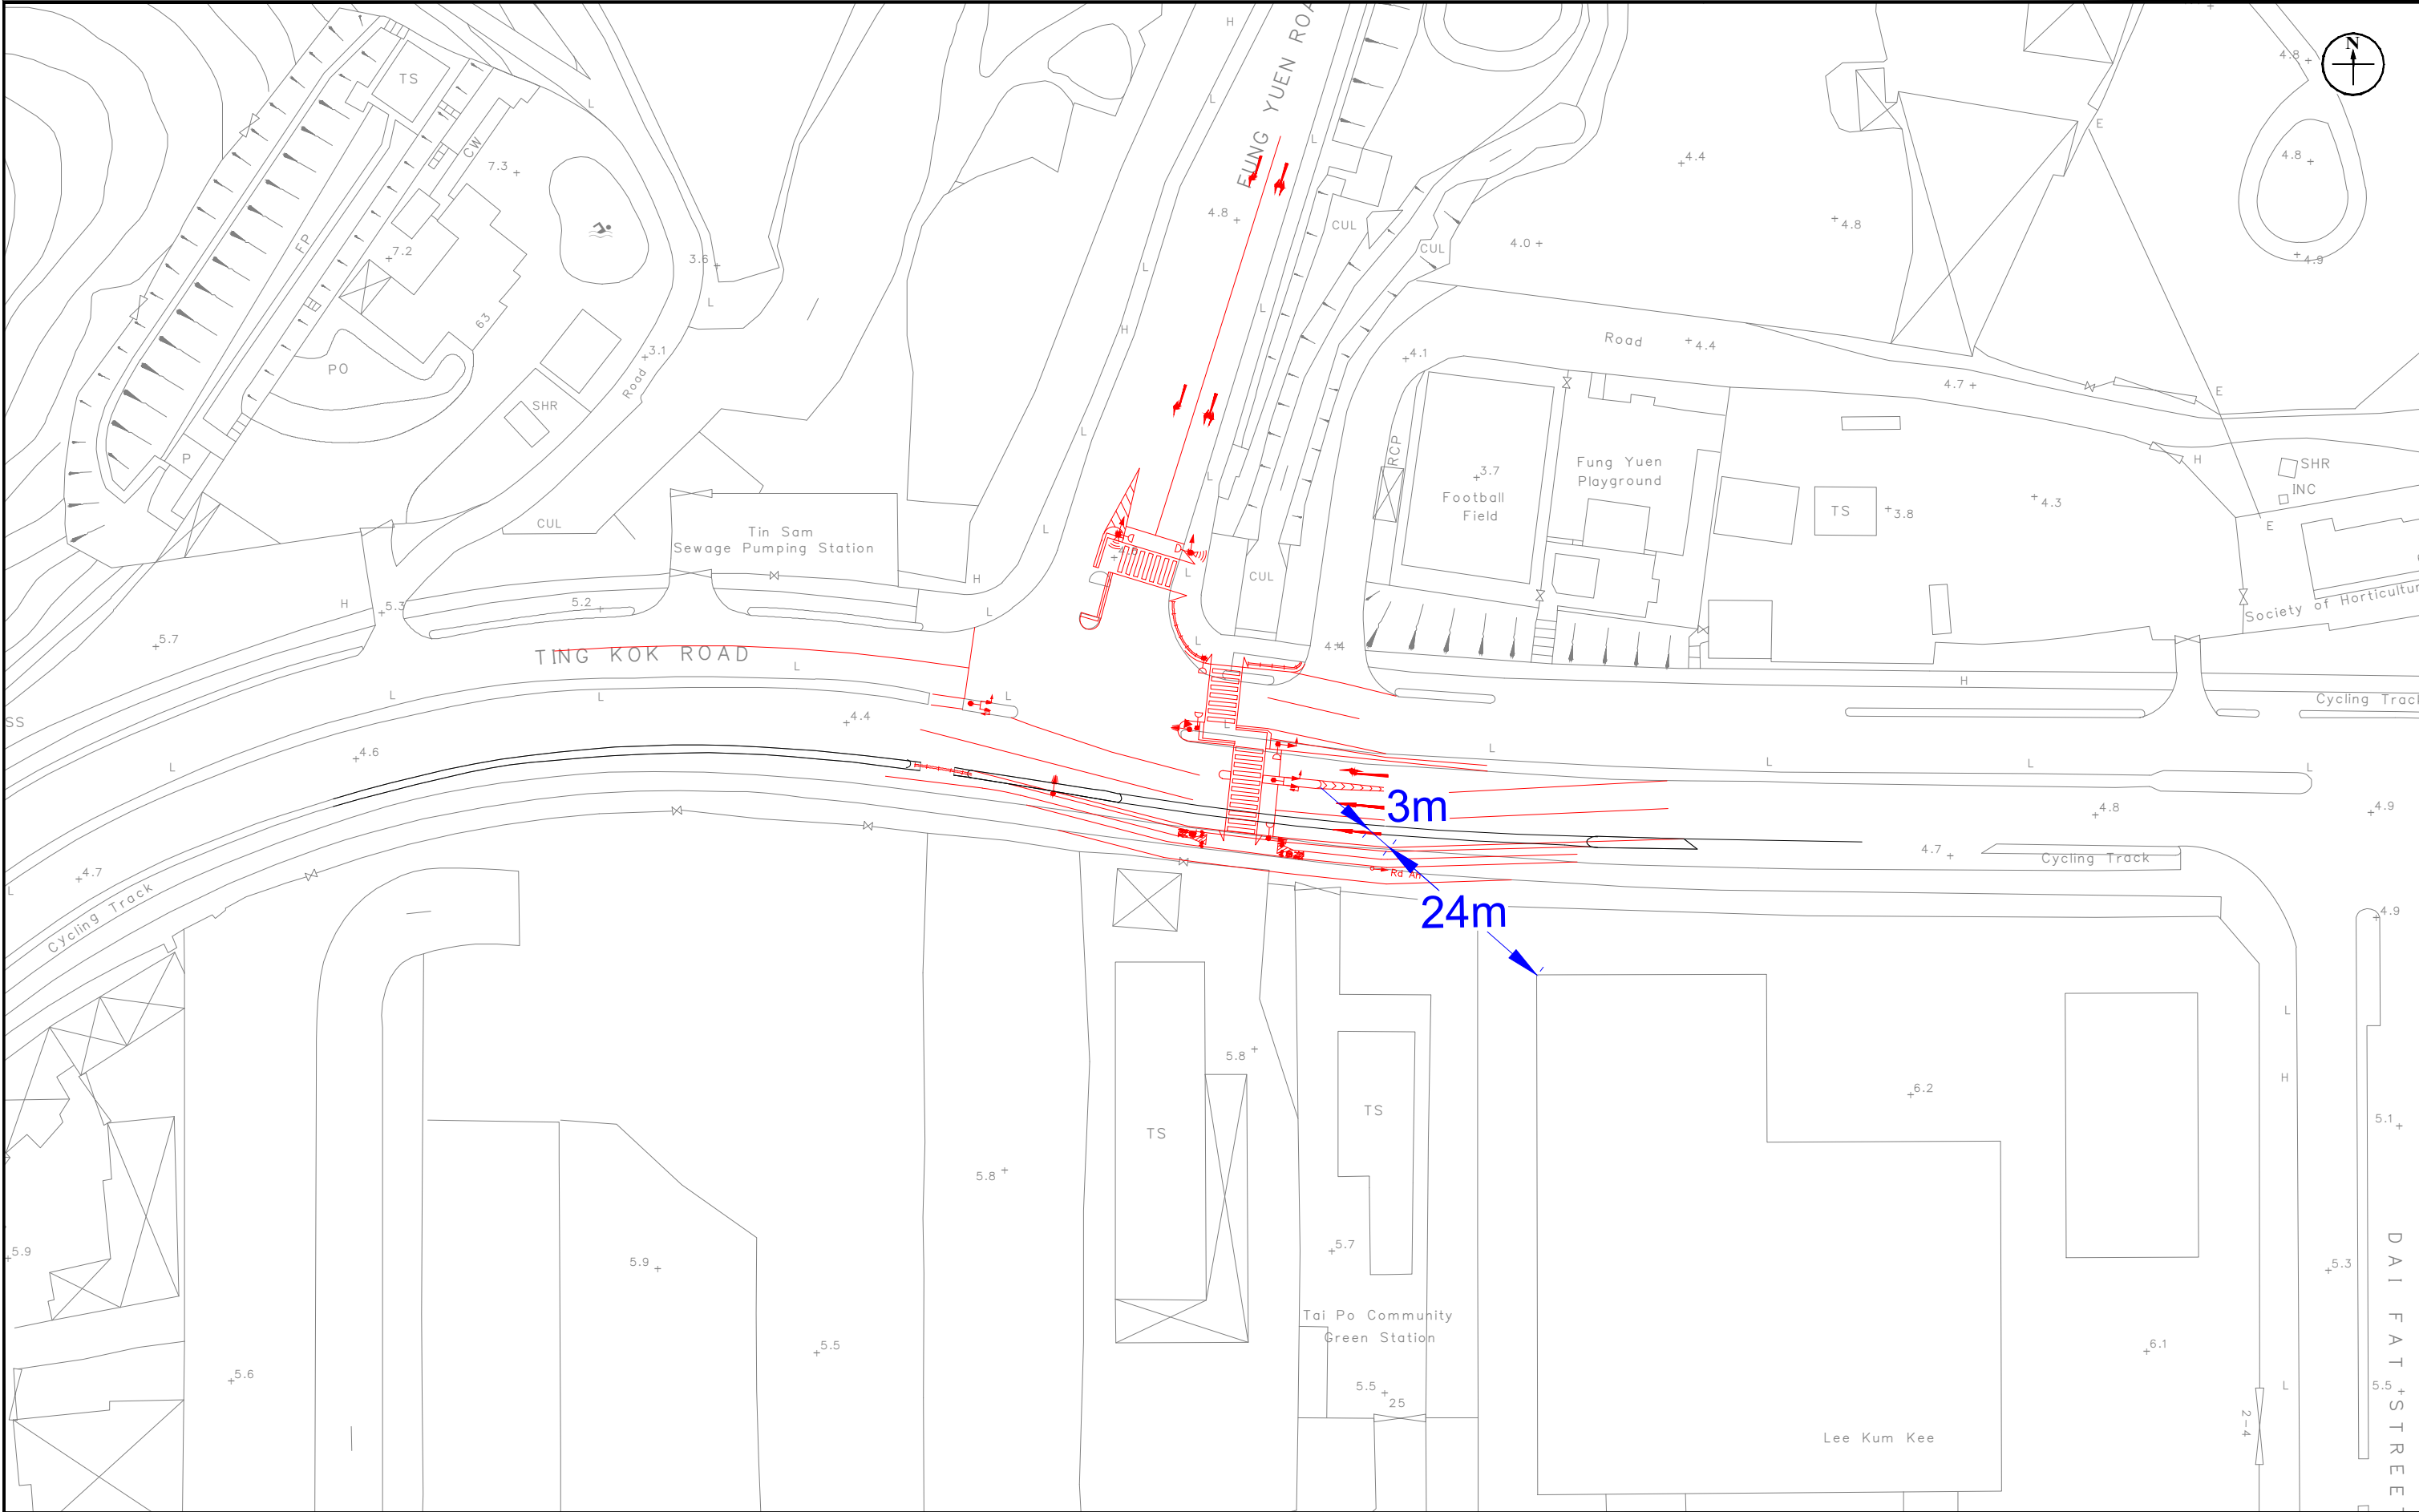 N
TS
FUNG YUEN ROA
CW
7.3
4.8
4.8
4.4
4.8
4.8
CUL
CUL
4.0
4.9
FP
7.2
3.6
63
PO
3.1
Road
SHR
Road
4.4
4.1
4.7
P
RCP
3.7
Football
Field
Fung Yuen
Playground
TS
3.8
4.3
SHR
INC
CUL
Tin Sam
Sewage Pumping Station
CUL
5.3
5.2
5.7
TING KOK ROAD
Society of Horticultur
4.4
Cycling Track
SS
4.4
4.6
3m
4.8
4.9
4.7
4.7
Cycling Track
Rd Ah
24m
4.9
Cycling Track
5.8
6.2
TS
TS
5.1
5.8
5.9
5.9
5.7
5.3
DAI FAT STREET
Tai Po Community
Green Station
5.5
6.1
5.6
5.5
25
5.5
2-4
Lee Kum Kee